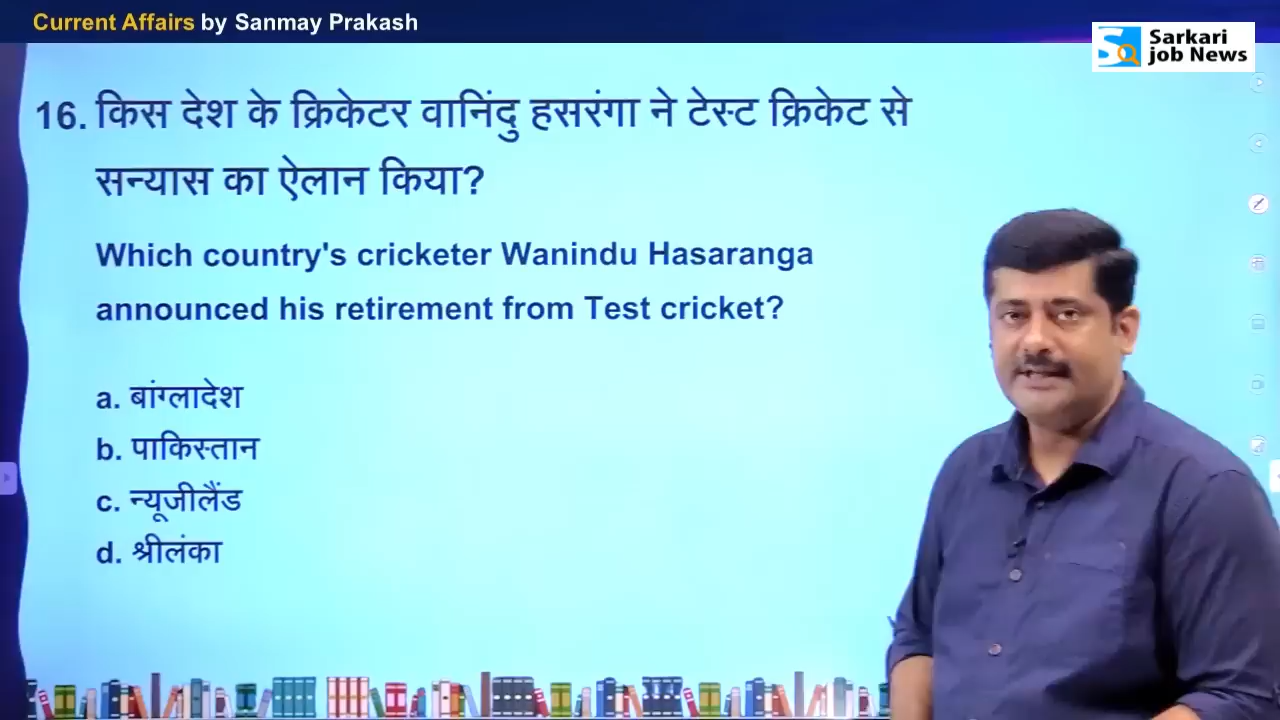 Current Affairs by Sanmay Prakash
Sarkari
Job News
16. किस देश के क्रिकेटर वानिंदु हसरंगा ने टेस्ट क्रिकेट से
सन्यास का ऐलान किया?
Which country's cricketer Wanindu Hasaranga
announced his retirement from Test cricket?
a. बांग्लादेश
b. पाकिस्तान
c. न्यूजीलैंड
d. श्रीलंका